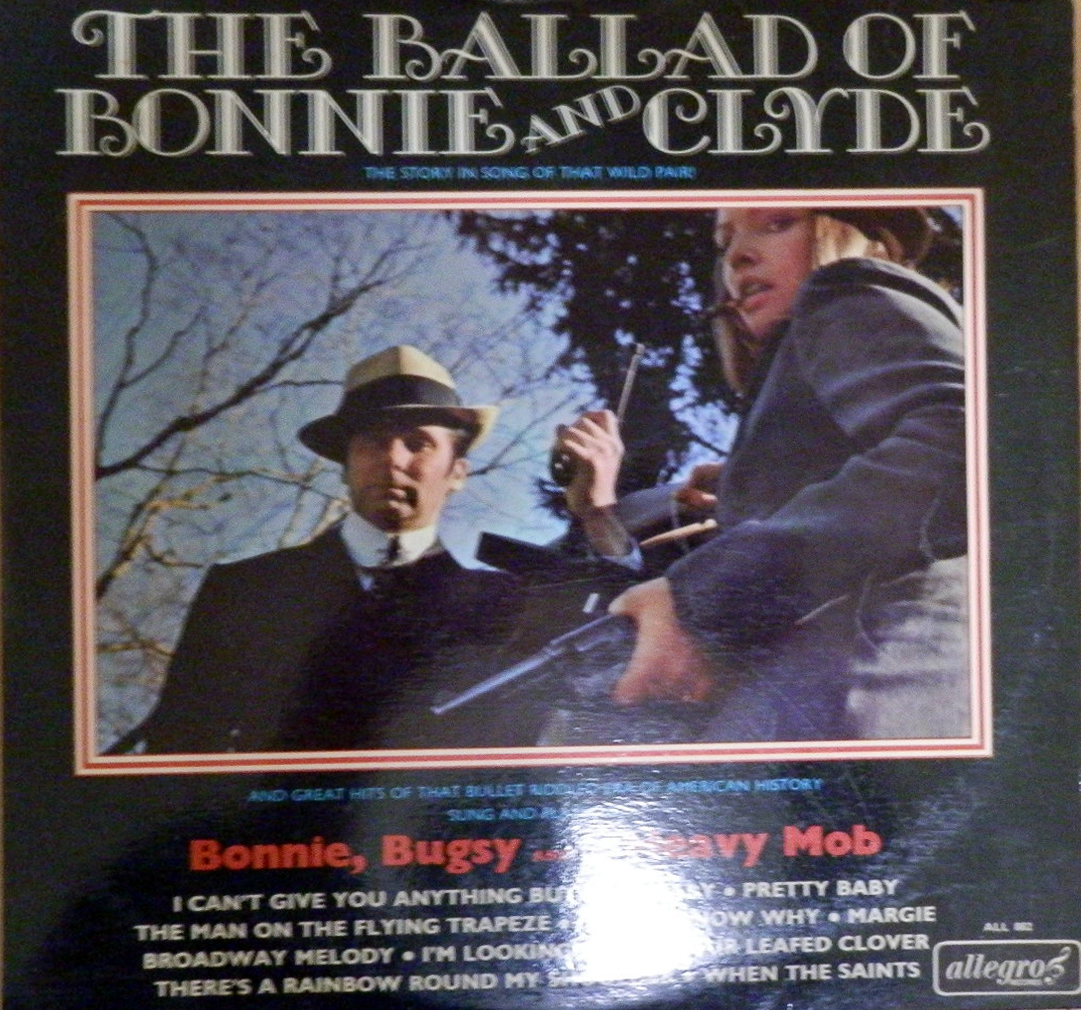 THE BALLAD OF
BONNIE AND CLYDE
THE STORY IN SONG OF THAT WILD PAIR!
AND GREAT HITS OF THAT BULLET RIDDLED ERA OF AMERICAN HISTORY
SUNG AND
Bonnie, Bugsy Mob
I CAN'T GIVE YOU ANYTHING BUT • PRETTY BABY
THE MAN ON THE FLYING TRAPEZE • NOW WHY • MARGIE
BROADWAY MELODY • I'M LOOKING LEAFED CLOVER
THERE'S A RAINBOW ROUND MY • WHEN THE SAINTS
ALL 882
allegro
RECORDS